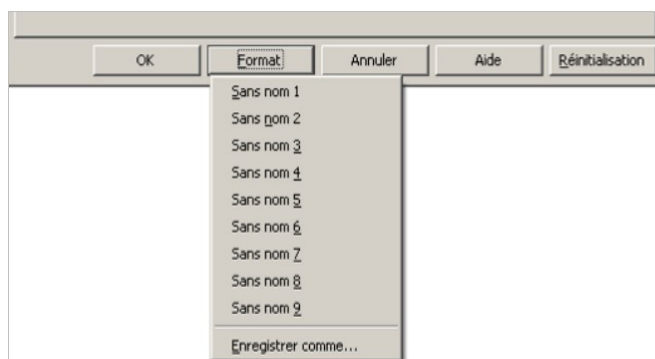 OK Format Annuler Aide Réinitialisation
Sans nom 1
Sans nom 2
Sans nom 3
Sans nom 4
Sans nom 5
Sans nom 6
Sans nom 7
Sans nom 8
Sans nom 9
Enregistrer comme...